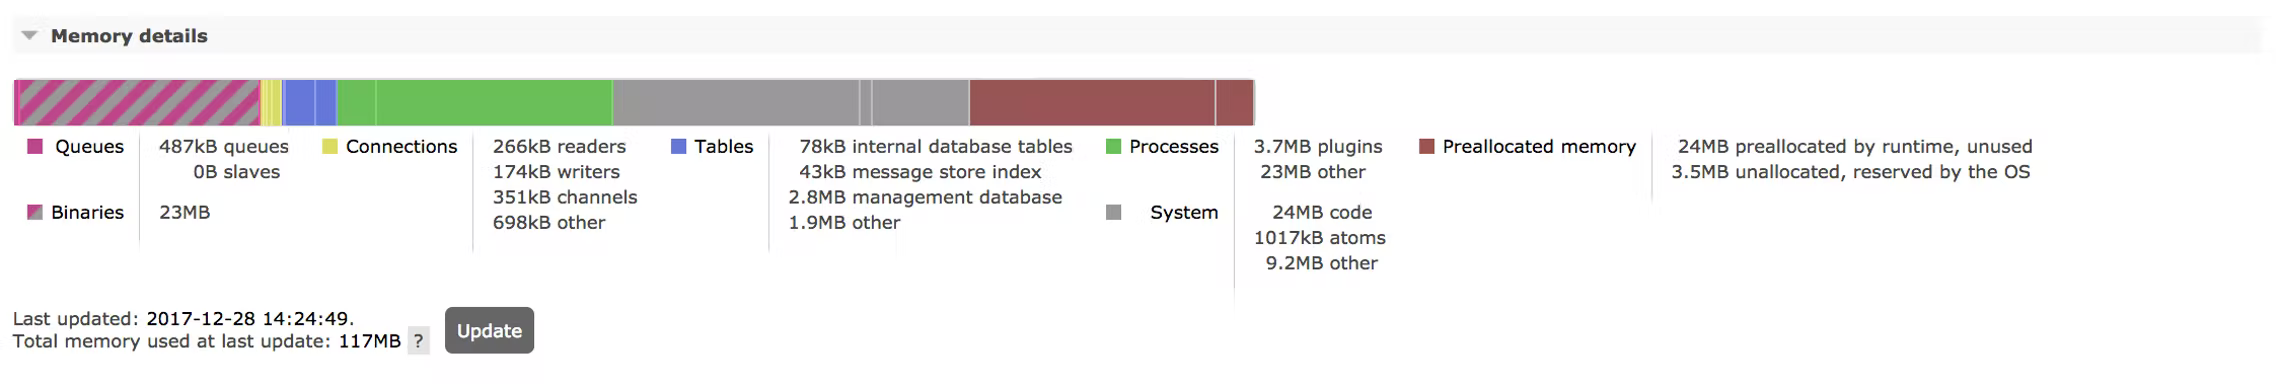 Memory details
Queues
487kB queues
0B slaves
Binaries
23MB
Connections
266kB readers
174kB writers
351kB channels
698kB other
Tables
78kB internal database tables
43kB message store index
2.8MB management database
1.9MB other
Processes
3.7MB plugins
23MB other
System
24MB code
1017kB atoms
9.2MB other
Preallocated memory
24MB preallocated by runtime, unused
3.5MB unallocated, reserved by the OS
Last updated: 2017-12-28 14:24:49.
Total memory used at last update: 117MB ?
Update